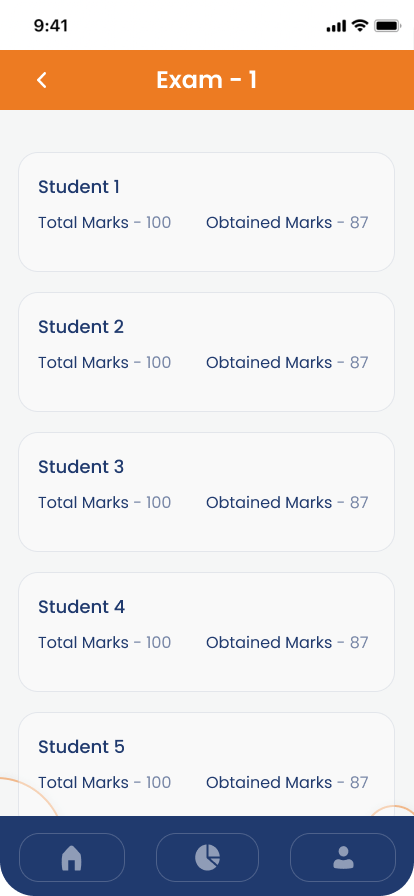 9:41
Exam - 1
Student 1
Total Marks - 100 Obtained Marks - 87
Student 2
Total Marks - 100 Obtained Marks - 87
Student 3
Total Marks - 100 Obtained Marks - 87
Student 4
Total Marks - 100 Obtained Marks - 87
Student 5
Total Marks - 100 Obtained Marks - 87